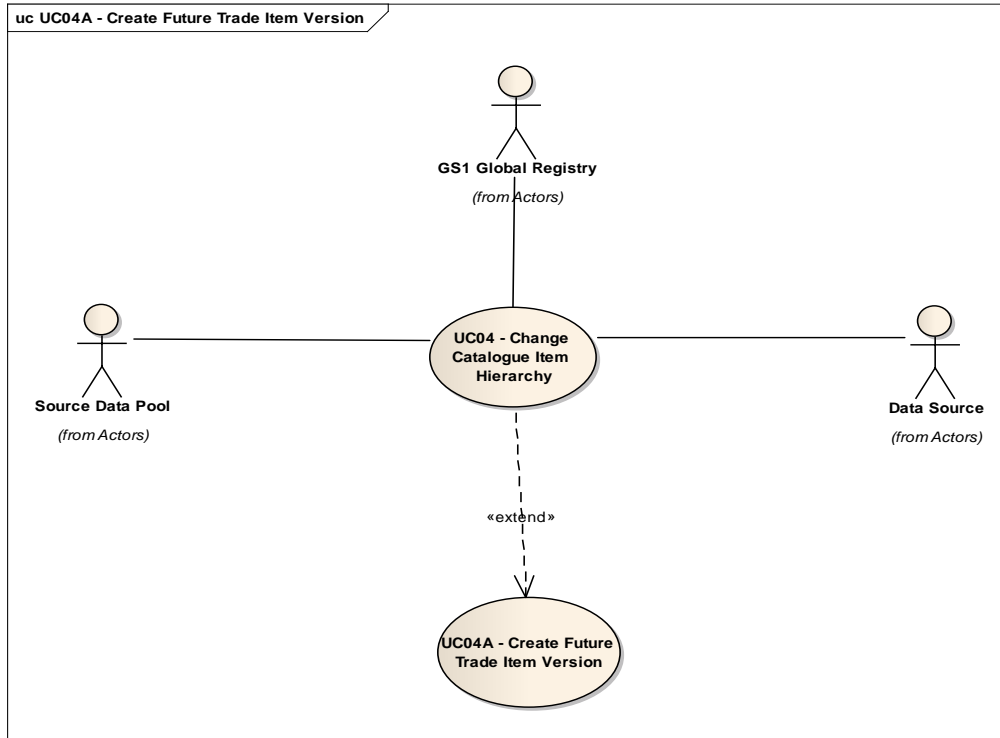 uc UC04A - Create Future Trade Item Version
GS1 Global Registry
(from Actors)
UC04 - Change
Catalogue Item
Hierarchy
Source Data Pool
(from Actors)
Data Source
(from Actors)
«extend»
UC04A - Create Future
Trade Item Version